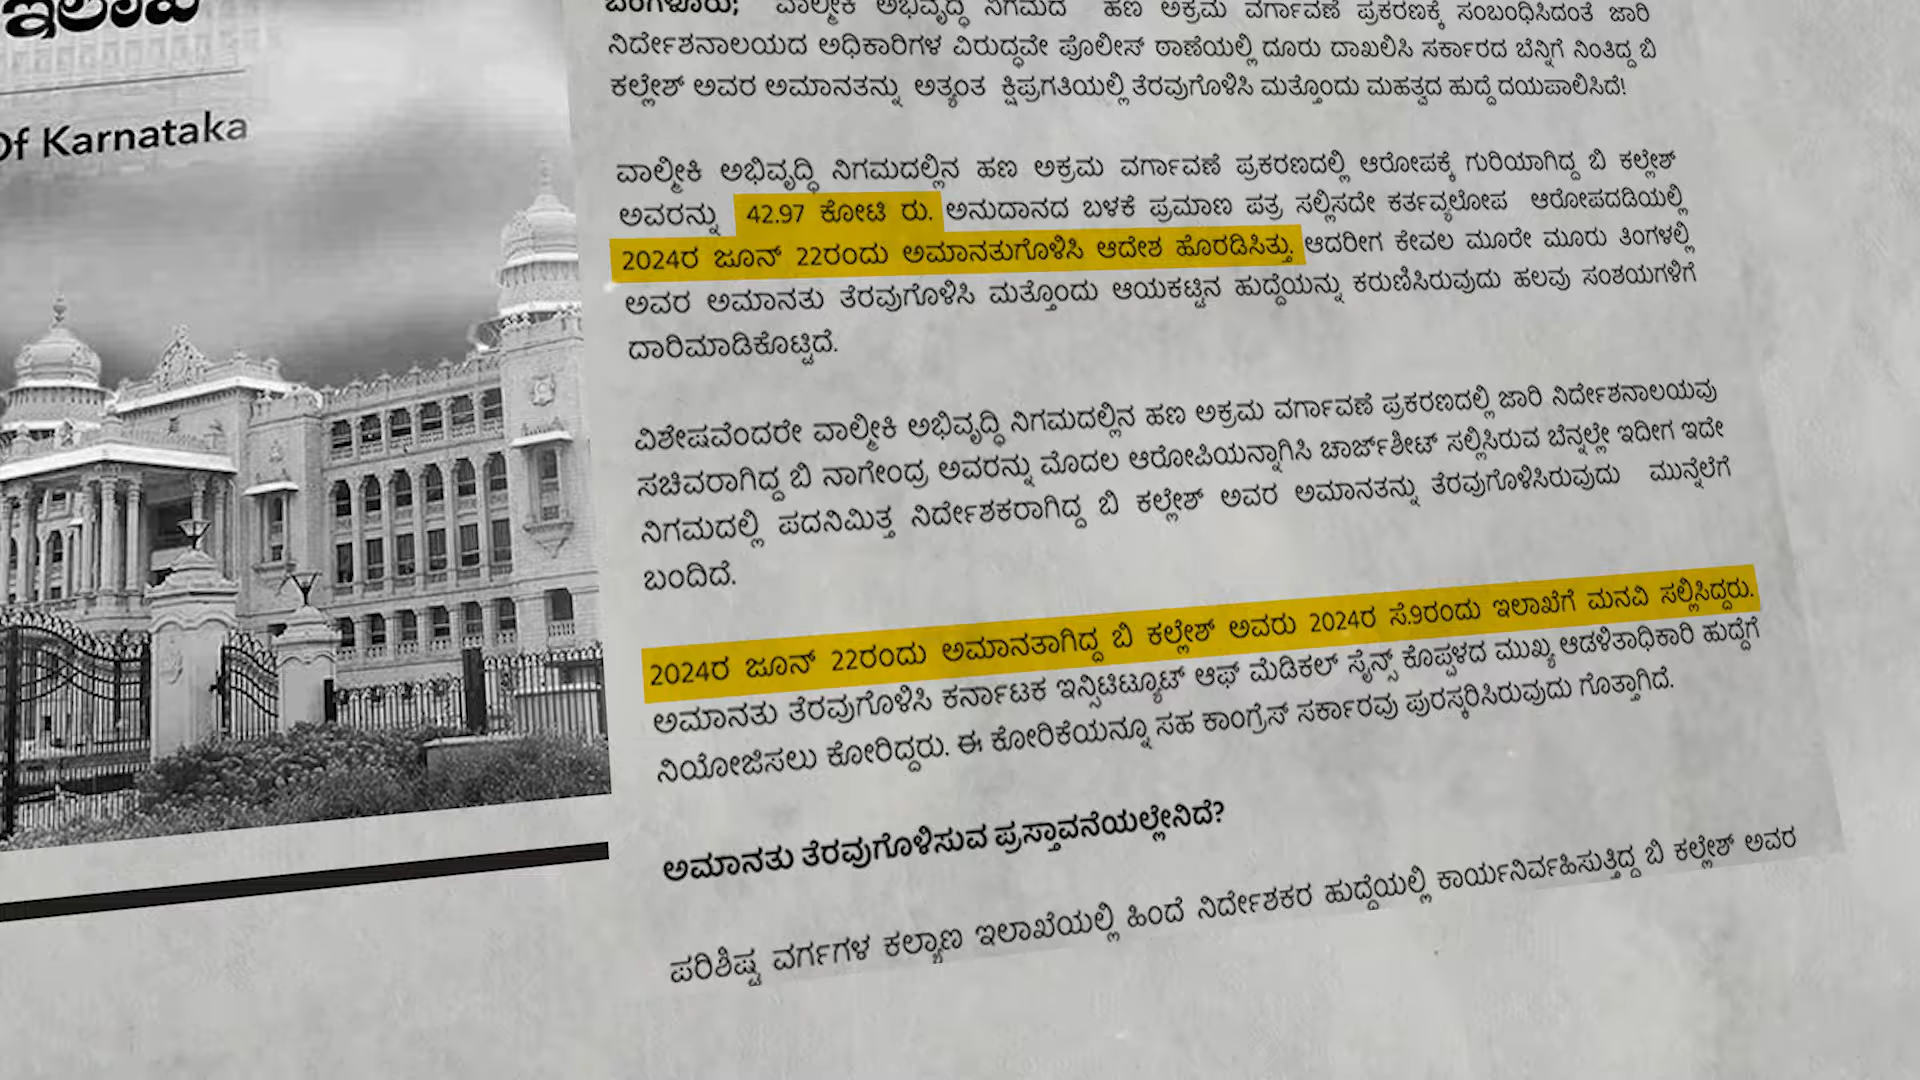 ಇಲಾಖೆ
Of Karnataka
ಬೆಂಗಳೂರು; ವಾಲ್ಮೀಕಿ ಅಭಿವೃದ್ಧಿ ನಿಗಮದ ಹಣ ಅಕ್ರಮ ವರ್ಗಾವಣೆ ಪ್ರಕರಣಕ್ಕೆ ಸಂಬಂಧಿಸಿದಂತೆ ಜಾರಿ
ನಿರ್ದೇಶನಾಲಯದ ಅಧಿಕಾರಿಗಳ ವಿರುದ್ಧವೇ ಪೊಲೀಸ್ ಠಾಣೆಯಲ್ಲಿ ದೂರು ದಾಖಲಿಸಿ ಸರ್ಕಾರದ ಬೆನ್ನಿಗೆ ನಿಂತಿದ್ದ ಬಿ
ಕಲ್ಲೇಶ್ ಅವರ ಅಮಾನತನ್ನು ಅತ್ಯಂತ ಕ್ಷಿಪ್ರಗತಿಯಲ್ಲಿ ತೆರವುಗೊಳಿಸಿ ಮತ್ತೊಂದು ಮಹತ್ವದ ಹುದ್ದೆ ದಯಪಾಲಿಸಿದೆ!
ವಾಲ್ಮೀಕಿ ಅಭಿವೃದ್ಧಿ ನಿಗಮದಲ್ಲಿನ ಹಣ ಅಕ್ರಮ ವರ್ಗಾವಣೆ ಪ್ರಕರಣದಲ್ಲಿ ಆರೋಪಕ್ಕೆ ಗುರಿಯಾಗಿದ್ದ ಬಿ ಕಲ್ಲೇಶ್
ಅವರನ್ನು 42.97 ಕೋಟಿ ರು. ಅನುದಾನದ ಬಳಕೆ ಪ್ರಮಾಣ ಪತ್ರ ಸಲ್ಲಿಸದೇ ಕರ್ತವ್ಯಲೋಪ ಆರೋಪದಡಿಯಲ್ಲಿ
2024ರ ಜೂನ್ 22ರಂದು ಅಮಾನತುಗೊಳಿಸಿ ಆದೇಶ ಹೊರಡಿಸಿತ್ತು. ಆದರೀಗ ಕೇವಲ ಮೂರೇ ಮೂರು ತಿಂಗಳಲ್ಲಿ
ಅವರ ಅಮಾನತು ತೆರವುಗೊಳಿಸಿ ಮತ್ತೊಂದು ಆಯಕಟ್ಟಿನ ಹುದ್ದೆಯನ್ನು ಕರುಣಿಸಿರುವುದು ಹಲವು ಸಂಶಯಗಳಿಗೆ
ದಾರಿಮಾಡಿಕೊಟ್ಟಿದೆ.
ವಿಶೇಷವೆಂದರೇ ವಾಲ್ಮೀಕಿ ಅಭಿವೃದ್ಧಿ ನಿಗಮದಲ್ಲಿನ ಹಣ ಅಕ್ರಮ ವರ್ಗಾವಣೆ ಪ್ರಕರಣದಲ್ಲಿ ಜಾರಿ ನಿರ್ದೇಶನಾಲಯವು
ಸಚಿವರಾಗಿದ್ದ ಬಿ ನಾಗೇಂದ್ರ ಅವರನ್ನು ಮೊದಲ ಆರೋಪಿಯನ್ನಾಗಿಸಿ ಚಾರ್ಜ್‌ಶೀಟ್ ಸಲ್ಲಿಸಿರುವ ಬೆನ್ನಲ್ಲೇ ಇದೀಗ ಇದೇ
ನಿಗಮದಲ್ಲಿ ಪದನಿಮಿತ್ತ ನಿರ್ದೇಶಕರಾಗಿದ್ದ ಬಿ ಕಲ್ಲೇಶ್ ಅವರ ಅಮಾನತನ್ನು ತೆರವುಗೊಳಿಸಿರುವುದು ಮುನ್ನೆಲೆಗೆ
ಬಂದಿದೆ.
2024ರ ಜೂನ್ 22ರಂದು ಅಮಾನತಾಗಿದ್ದ ಬಿ ಕಲ್ಲೇಶ್ ಅವರು 2024ರ ಸೆ.9ರಂದು ಇಲಾಖೆಗೆ ಮನವಿ ಸಲ್ಲಿಸಿದ್ದರು.
ಅಮಾನತು ತೆರವುಗೊಳಿಸಿ ಕರ್ನಾಟಕ ಇನ್ಸಿಟಿಟ್ಯೂಟ್ ಆಫ್ ಮೆಡಿಕಲ್ ಸೈನ್ಸ್ ಕೊಪ್ಪಳದ ಮುಖ್ಯ ಆಡಳಿತಾಧಿಕಾರಿ ಹುದ್ದೆಗೆ
ನಿಯೋಜಿಸಲು ಕೋರಿದ್ದರು. ಈ ಕೋರಿಕೆಯನ್ನೂ ಸಹ ಕಾಂಗ್ರೆಸ್ ಸರ್ಕಾರವು ಪುರಸ್ಕರಿಸಿರುವುದು ಗೊತ್ತಾಗಿದೆ.
ಅಮಾನತು ತೆರವುಗೊಳಿಸುವ ಪ್ರಸ್ತಾವನೆಯಲ್ಲೇನಿದೆ?
ಪರಿಶಿಷ್ಟ ವರ್ಗಗಳ ಕಲ್ಯಾಣ ಇಲಾಖೆಯಲ್ಲಿ ಹಿಂದೆ ನಿರ್ದೇಶಕರ ಹುದ್ದೆಯಲ್ಲಿ ಕಾರ್ಯನಿರ್ವಹಿಸುತ್ತಿದ್ದ ಬಿ ಕಲ್ಲೇಶ್ ಅವರ